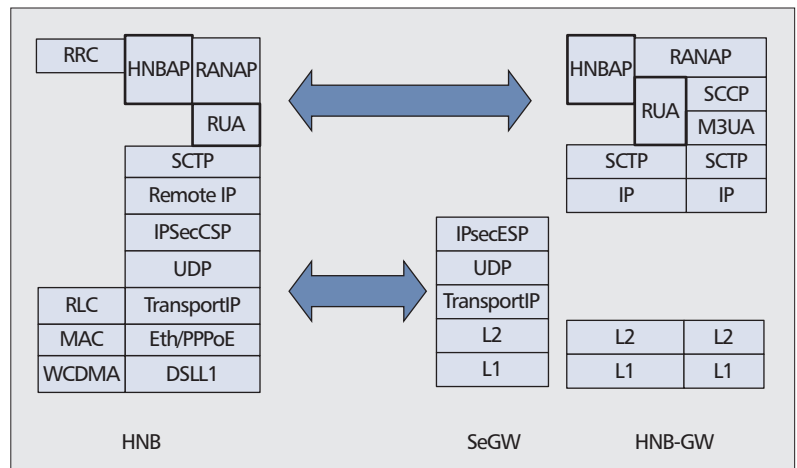 RRC
HNBAP
RANAP
RUA
SCTP
Remote IP
IPSecCSP
UDP
RLC
TransportIP
MAC
Eth/PPPoE
WCDMA
DSLL1
HNB
IPsecESP
UDP
TransportIP
L2
L1
SeGW
HNBAP
RANAP
RUA
SCCP
M3UA
SCTP
SCTP
IP
IP
L2
L2
L1
L1
HNB-GW